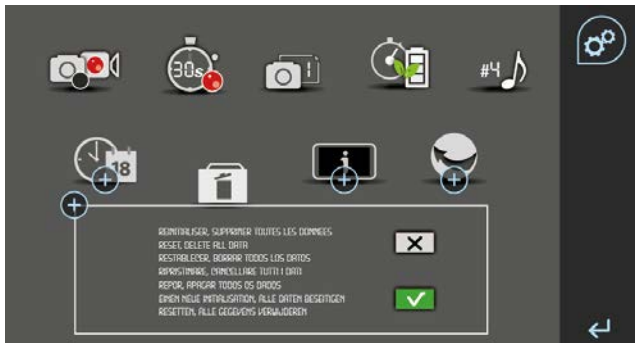 30s
1
#4
18
i
REINITIALISER, SUPPRIMER TOUTES LES DONNEES
RESET, DELETE ALL DATA
RESTABLECER, BORRAR TODOS LOS DATOS
RIPRISTINARE, CANCELLARE TUTTI I DATI
REPOR, APAGAR TODOS OS DADOS
EINEN NEUE INITIALISATION, ALLE DATEN BESEITIGEN
RESETTEN, ALLE GEGEVENS VERWIJDEREN